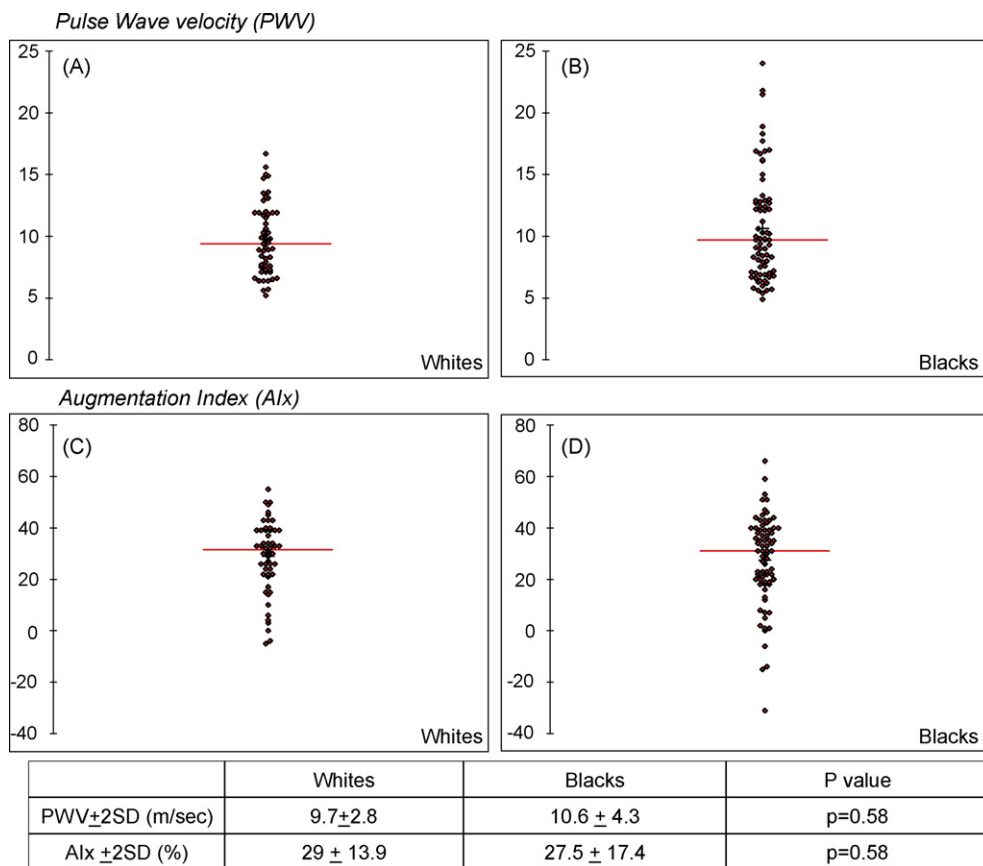 Pulse Wave velocity (PWV)
25
20
15
10
5
0
(A)
Whites
25
20
15
10
5
0
(B)
Blacks
Augmentation Index (AIx)
80
60
40
20
0
-20
-40
(C)
Whites
80
60
40
20
0
-20
-40
(D)
Blacks
Whites Blacks P value
PWV±2SD (m/sec) 9.7±2.8 10.6 ± 4.3 p=0.58
AIx ±2SD (%) 29 ± 13.9 27.5 ± 17.4 p=0.58